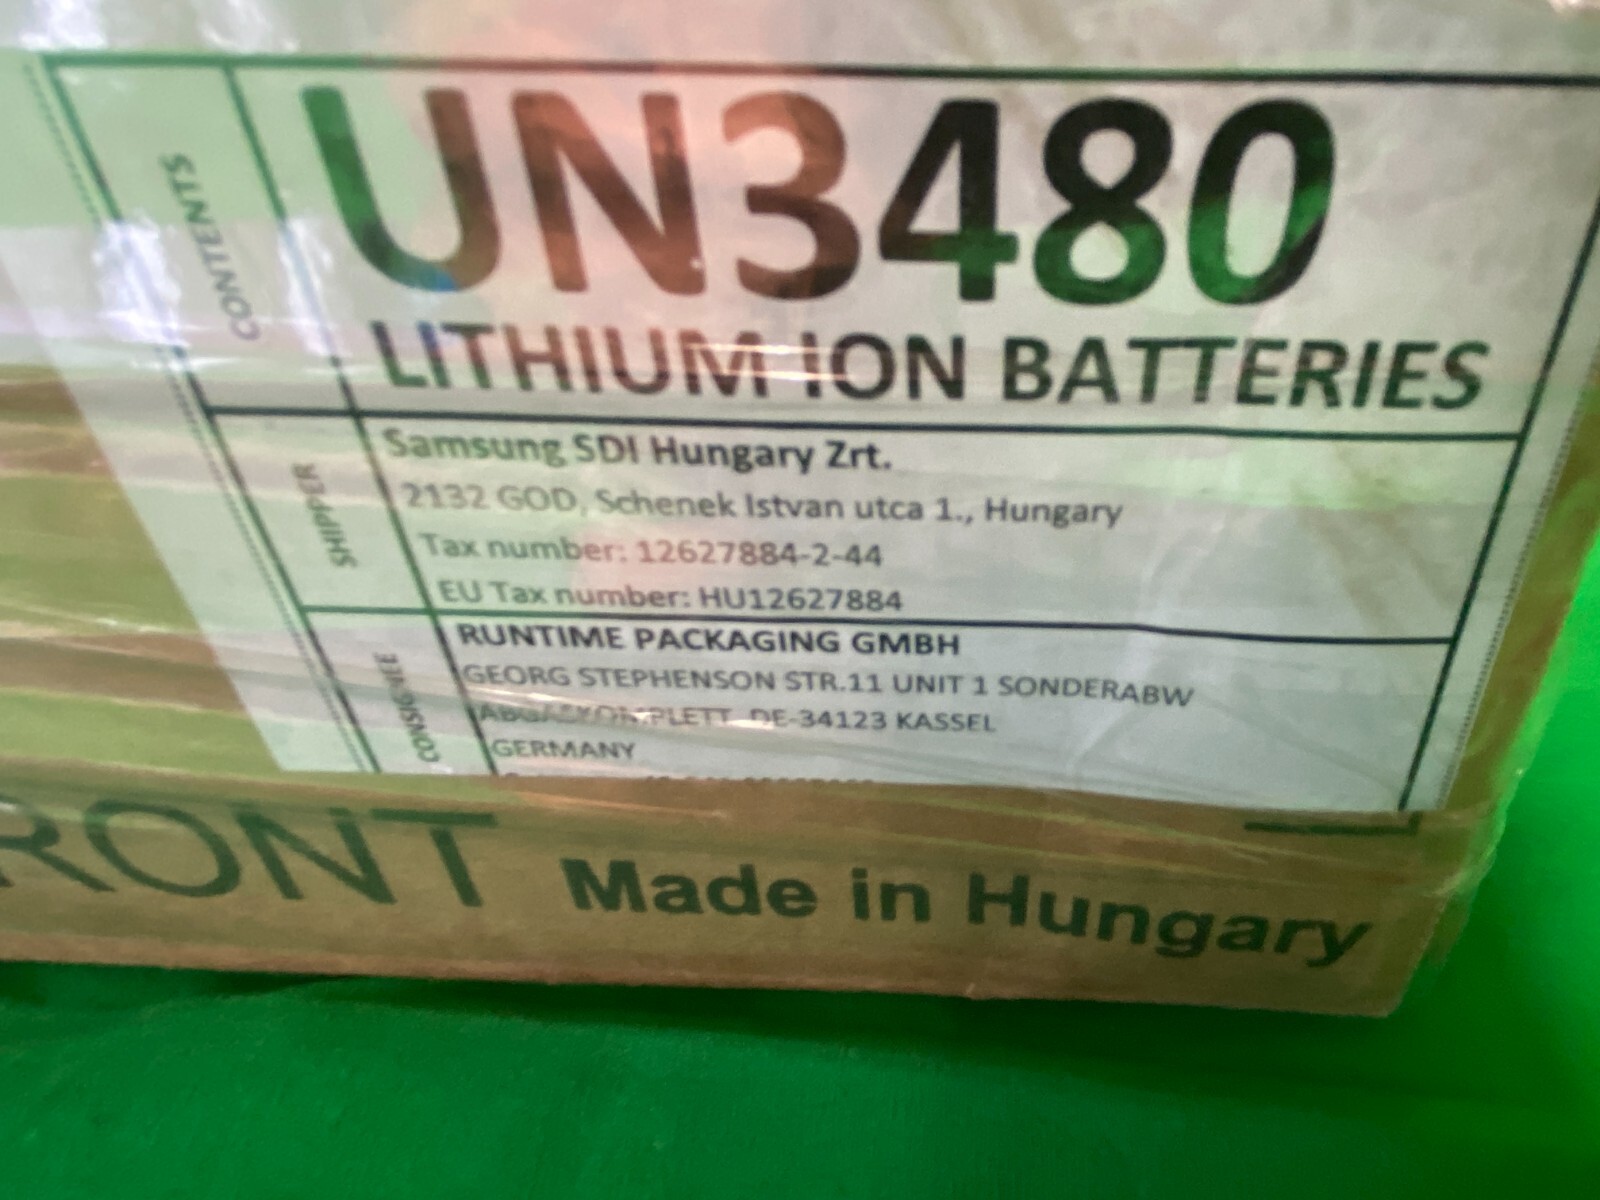 CONTENTS
UN3480
LITHIUM ION BATTERIES
SHIPPER
Samsung SDI Hungary Zrt.
2132 GOD, Schenek Istvan utca 1., Hungary
Tax number: 12627884-2-44
EU Tax number: HU12627884
CONSIGNEE
RUNTIME PACKAGING GMBH
GEORG STEPHENSON STR.11 UNIT 1 SONDERABW
ABGASKOMPLETT, DE-34123 KASSEL
GERMANY
RONT Made in Hungary